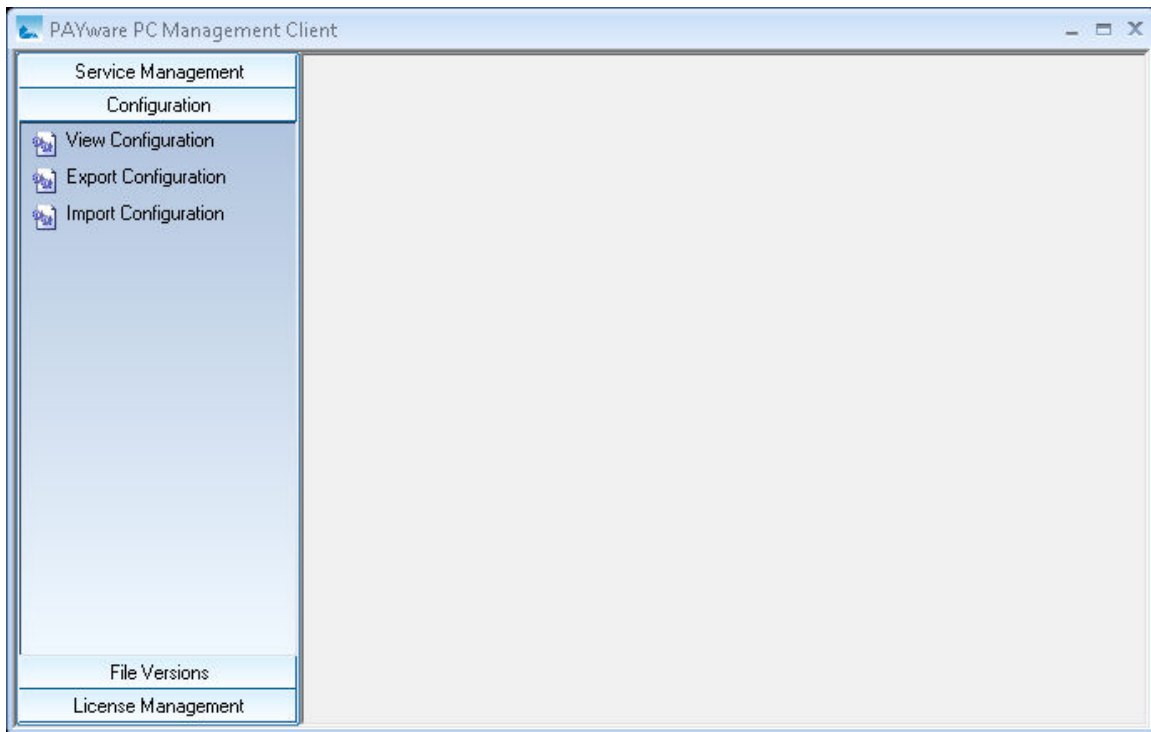 PAYware PC Management Client
Service Management
Configuration
View Configuration
Export Configuration
Import Configuration
File Versions
License Management